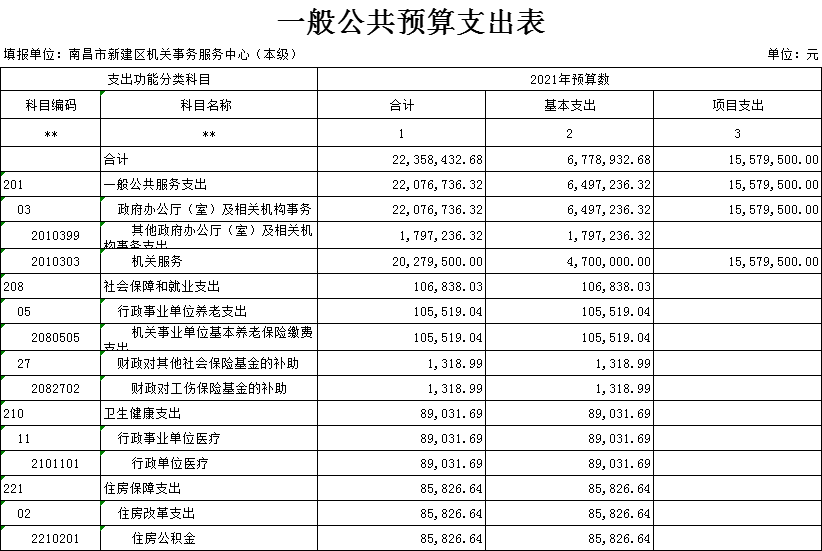 一般公共预算支出表
填报单位：南昌市新建区机关事务服务中心（本级） 单位：元
支出功能分类科目 2021年预算数
科目编码 科目名称 合计 基本支出 项目支出
** ** 1 2 3
合计 22,358,432.68 6,778,932.68 15,579,500.00
201 一般公共服务支出 22,076,736.32 6,497,236.32 15,579,500.00
03 政府办公厅（室）及相关机构事务 22,076,736.32 6,497,236.32 15,579,500.00
2010399 其他政府办公厅（室）及相关机 1,797,236.32 1,797,236.32
构事务支出
2010303 机关服务 20,279,500.00 4,700,000.00 15,579,500.00
208 社会保障和就业支出 106,838.03 106,838.03
05 行政事业单位养老支出 105,519.04 105,519.04
2080505 机关事业单位基本养老保险缴费 105,519.04 105,519.04
支出
27 财政对其他社会保险基金的补助 1,318.99 1,318.99
2082702 财政对工伤保险基金的补助 1,318.99 1,318.99
210 卫生健康支出 89,031.69 89,031.69
11 行政事业单位医疗 89,031.69 89,031.69
2101101 行政单位医疗 89,031.69 89,031.69
221 住房保障支出 85,826.64 85,826.64
02 住房改革支出 85,826.64 85,826.64
2210201 住房公积金 85,826.64 85,826.64